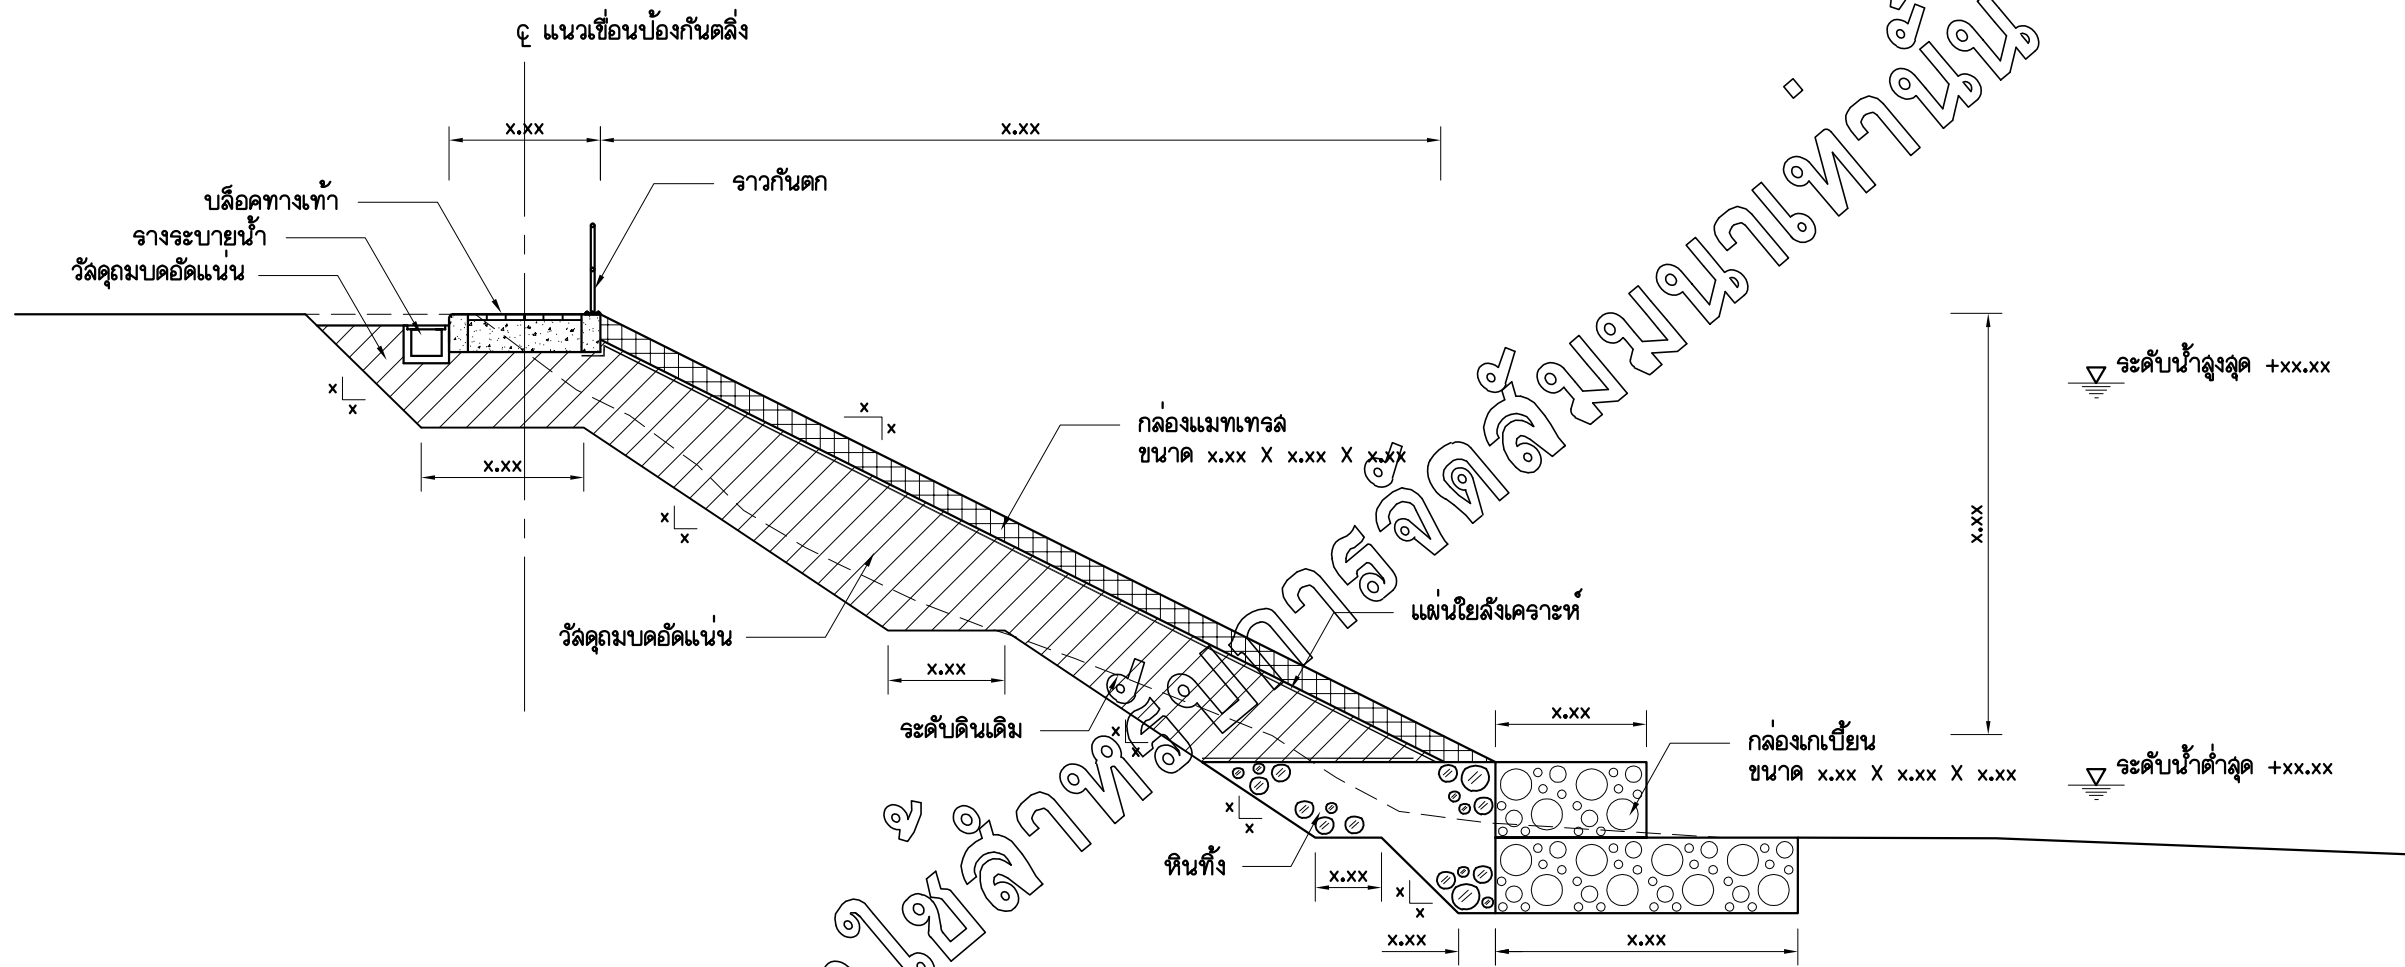 ℄ แนวเขื่อนป้องกันตลิ่ง
x.xx
x.xx
ราวกันตก
บล็อคทางเท้า
รางระบายน้ำ
วัสดุถมบดอัดแน่น
ระดับน้ำสูงสุด +xx.xx
x
x
x
x
กล่องแมทเทรส
ขนาด x.xx X x.xx X x.xx
x.xx
x
x
x.xx
แผ่นใยสังเคราะห์
วัสดุถมบดอัดแน่น
x.xx
ระดับดินเดิม
x
x
x.xx
กล่องเกเบี้ยน
ขนาด x.xx X x.xx X x.xx
ระดับน้ำต่ำสุด +xx.xx
x
x
หินทิ้ง
x.xx
x
x
x.xx
x.xx
ใช้สำหรับการจัดสัมมนาเท่านั้น